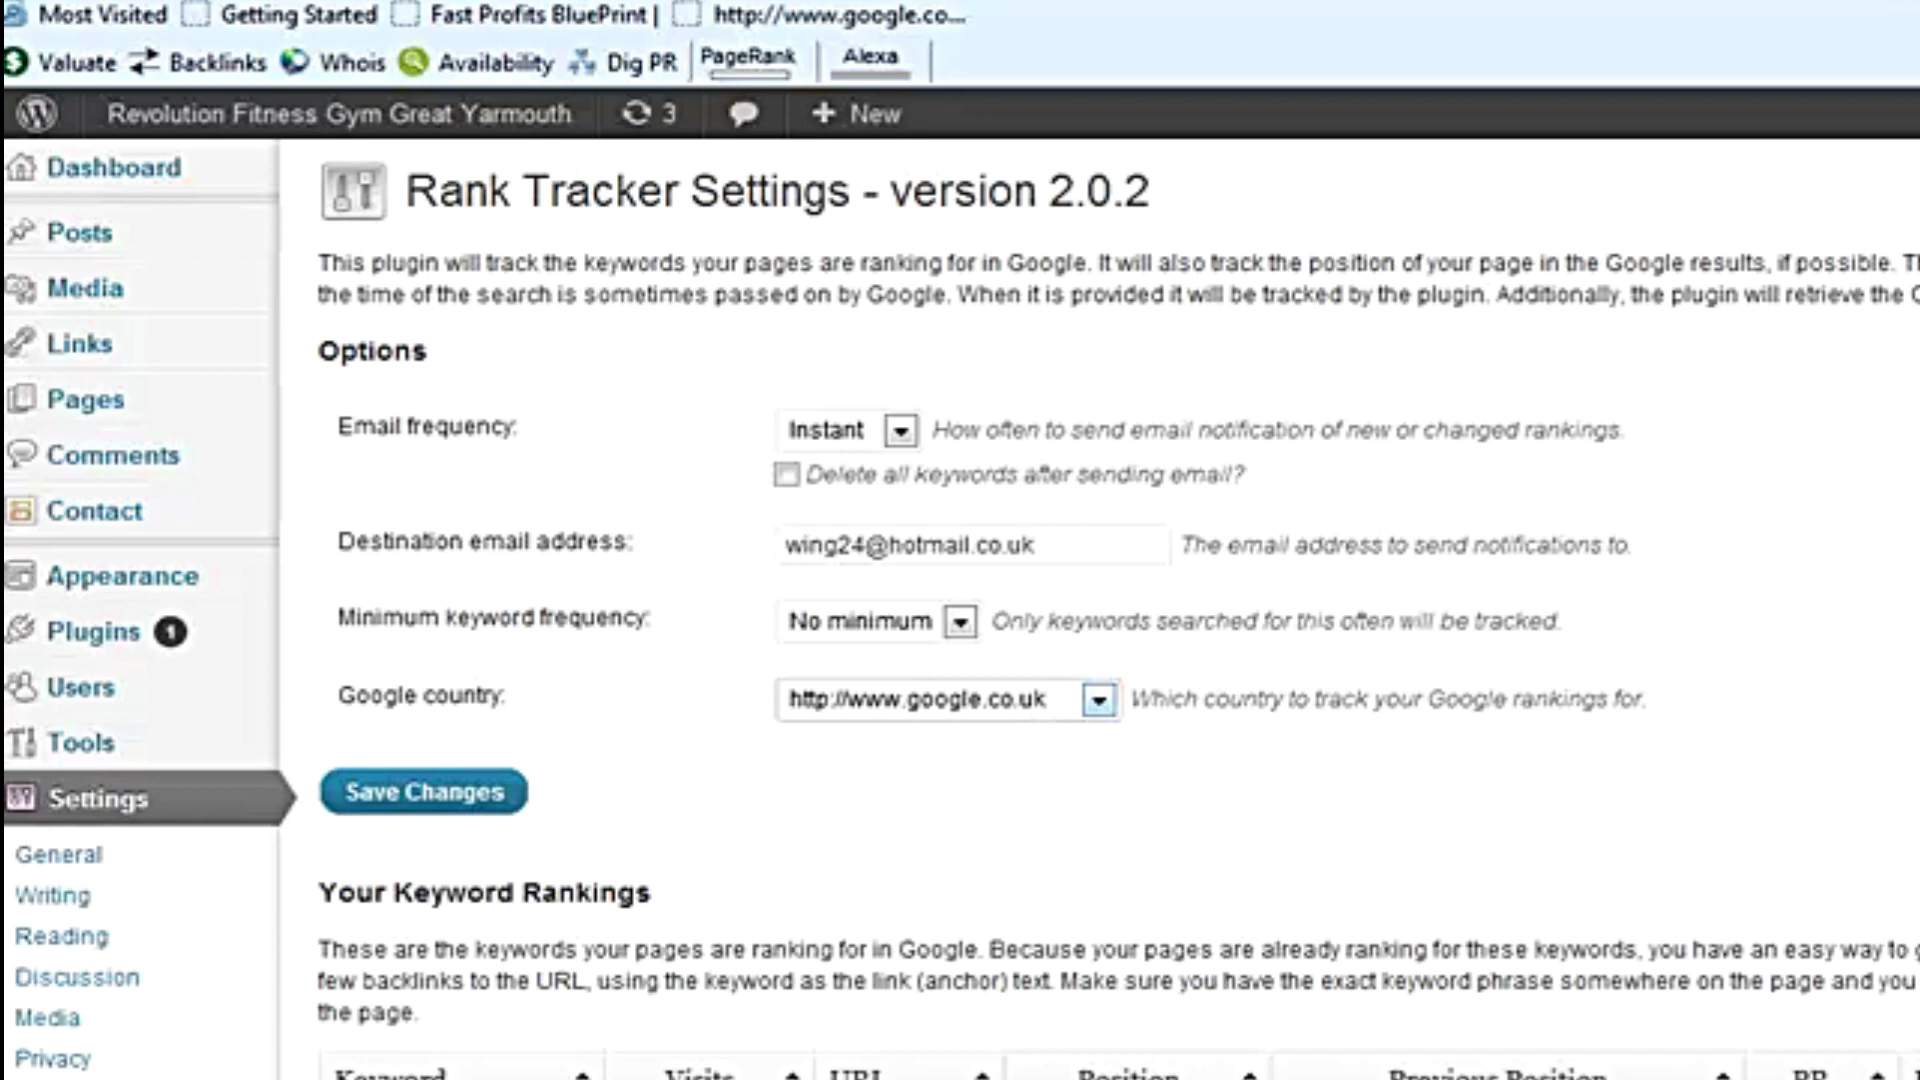 Most Visited Getting Started Fast Profits BluePrint | http://www.google.co...
Valuate Backlinks Whois Availability Dig PR PageRank Alexa
Revolution Fitness Gym Great Yarmouth 3 + New
Dashboard
Posts
Media
Links
Pages
Comments
Contact
Appearance
Plugins 1
Users
Tools
Settings
General
Writing
Reading
Discussion
Media
Privacy
Rank Tracker Settings - version 2.0.2
This plugin will track the keywords your pages are ranking for in Google. It will also track the position of your page in the Google results, if possible.
the time of the search is sometimes passed on by Google. When it is provided it will be tracked by the plugin. Additionally, the plugin will retrieve the
Options
Email frequency: Instant How often to send email notification of new or changed rankings.
Delete all keywords after sending email?
Destination email address: wing24@hotmail.co.uk The email address to send notifications to.
Minimum keyword frequency: No minimum Only keywords searched for this often will be tracked.
Google country: http://www.google.co.uk Which country to track your Google rankings for.
Save Changes
Your Keyword Rankings
These are the keywords your pages are ranking for in Google. Because your pages are already ranking for these keywords, you have an easy way to
few backlinks to the URL, using the keyword as the link (anchor) text. Make sure you have the exact keyword phrase somewhere on the page and you
the page.
Keyword Visits URL Position Previous Position PR